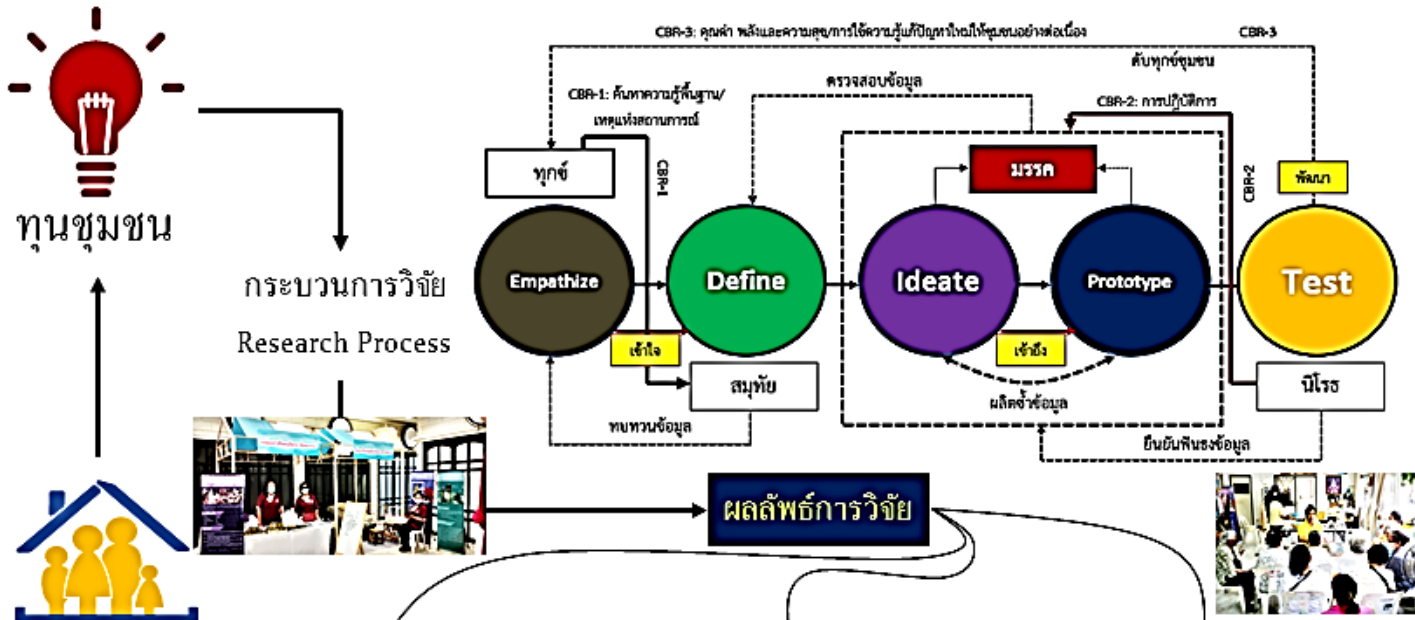 CBR-3: คุณค่า พลังและความสุข/การใช้ความรู้แก้ปัญหาใหม่ให้ชุมชนอย่างต่อเนื่อง
CBR-3
ดับทุกข์ชุมชน
ตรวจสอบข้อมูล
CBR-1: ค้นหาความรู้พื้นฐาน/
เหตุแห่งสถานการณ์
CBR-2: การปฏิบัติการ
ทุกข์
CBR-1
มรรค
CBR-2
พัฒนา
ทุนชุมชน
กระบวนการวิจัย
Research Process
Empathize
Define
Ideate
Prototype
Test
เข้าใจ
เข้าถึง
สมุทัย
นิโรธ
ผลิตซ้ำข้อมูล
ทบทวนข้อมูล
ยืนยันฟันธงข้อมูล
ผลลัพธ์การวิจัย